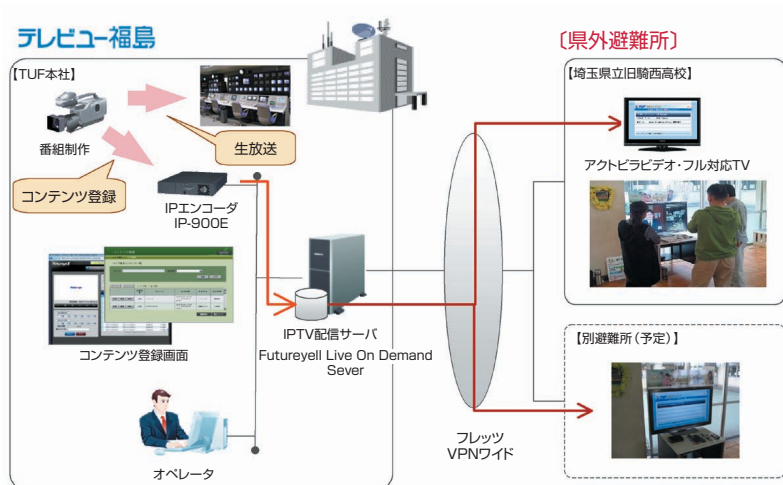 テレビュー福島
〔県外避難所〕
【TUF本社】
番組制作
生放送
コンテンツ登録
IPエンコーダ
IP-900E
コンテンツ登録画面
IPTV配信サーバ
Futureyell Live On Demand
Sever
オペレータ
フレッツ
VPNワイド
【埼玉県立旧騎西高校】
アクトビラビデオ・フル対応TV
【別避難所（予定）】